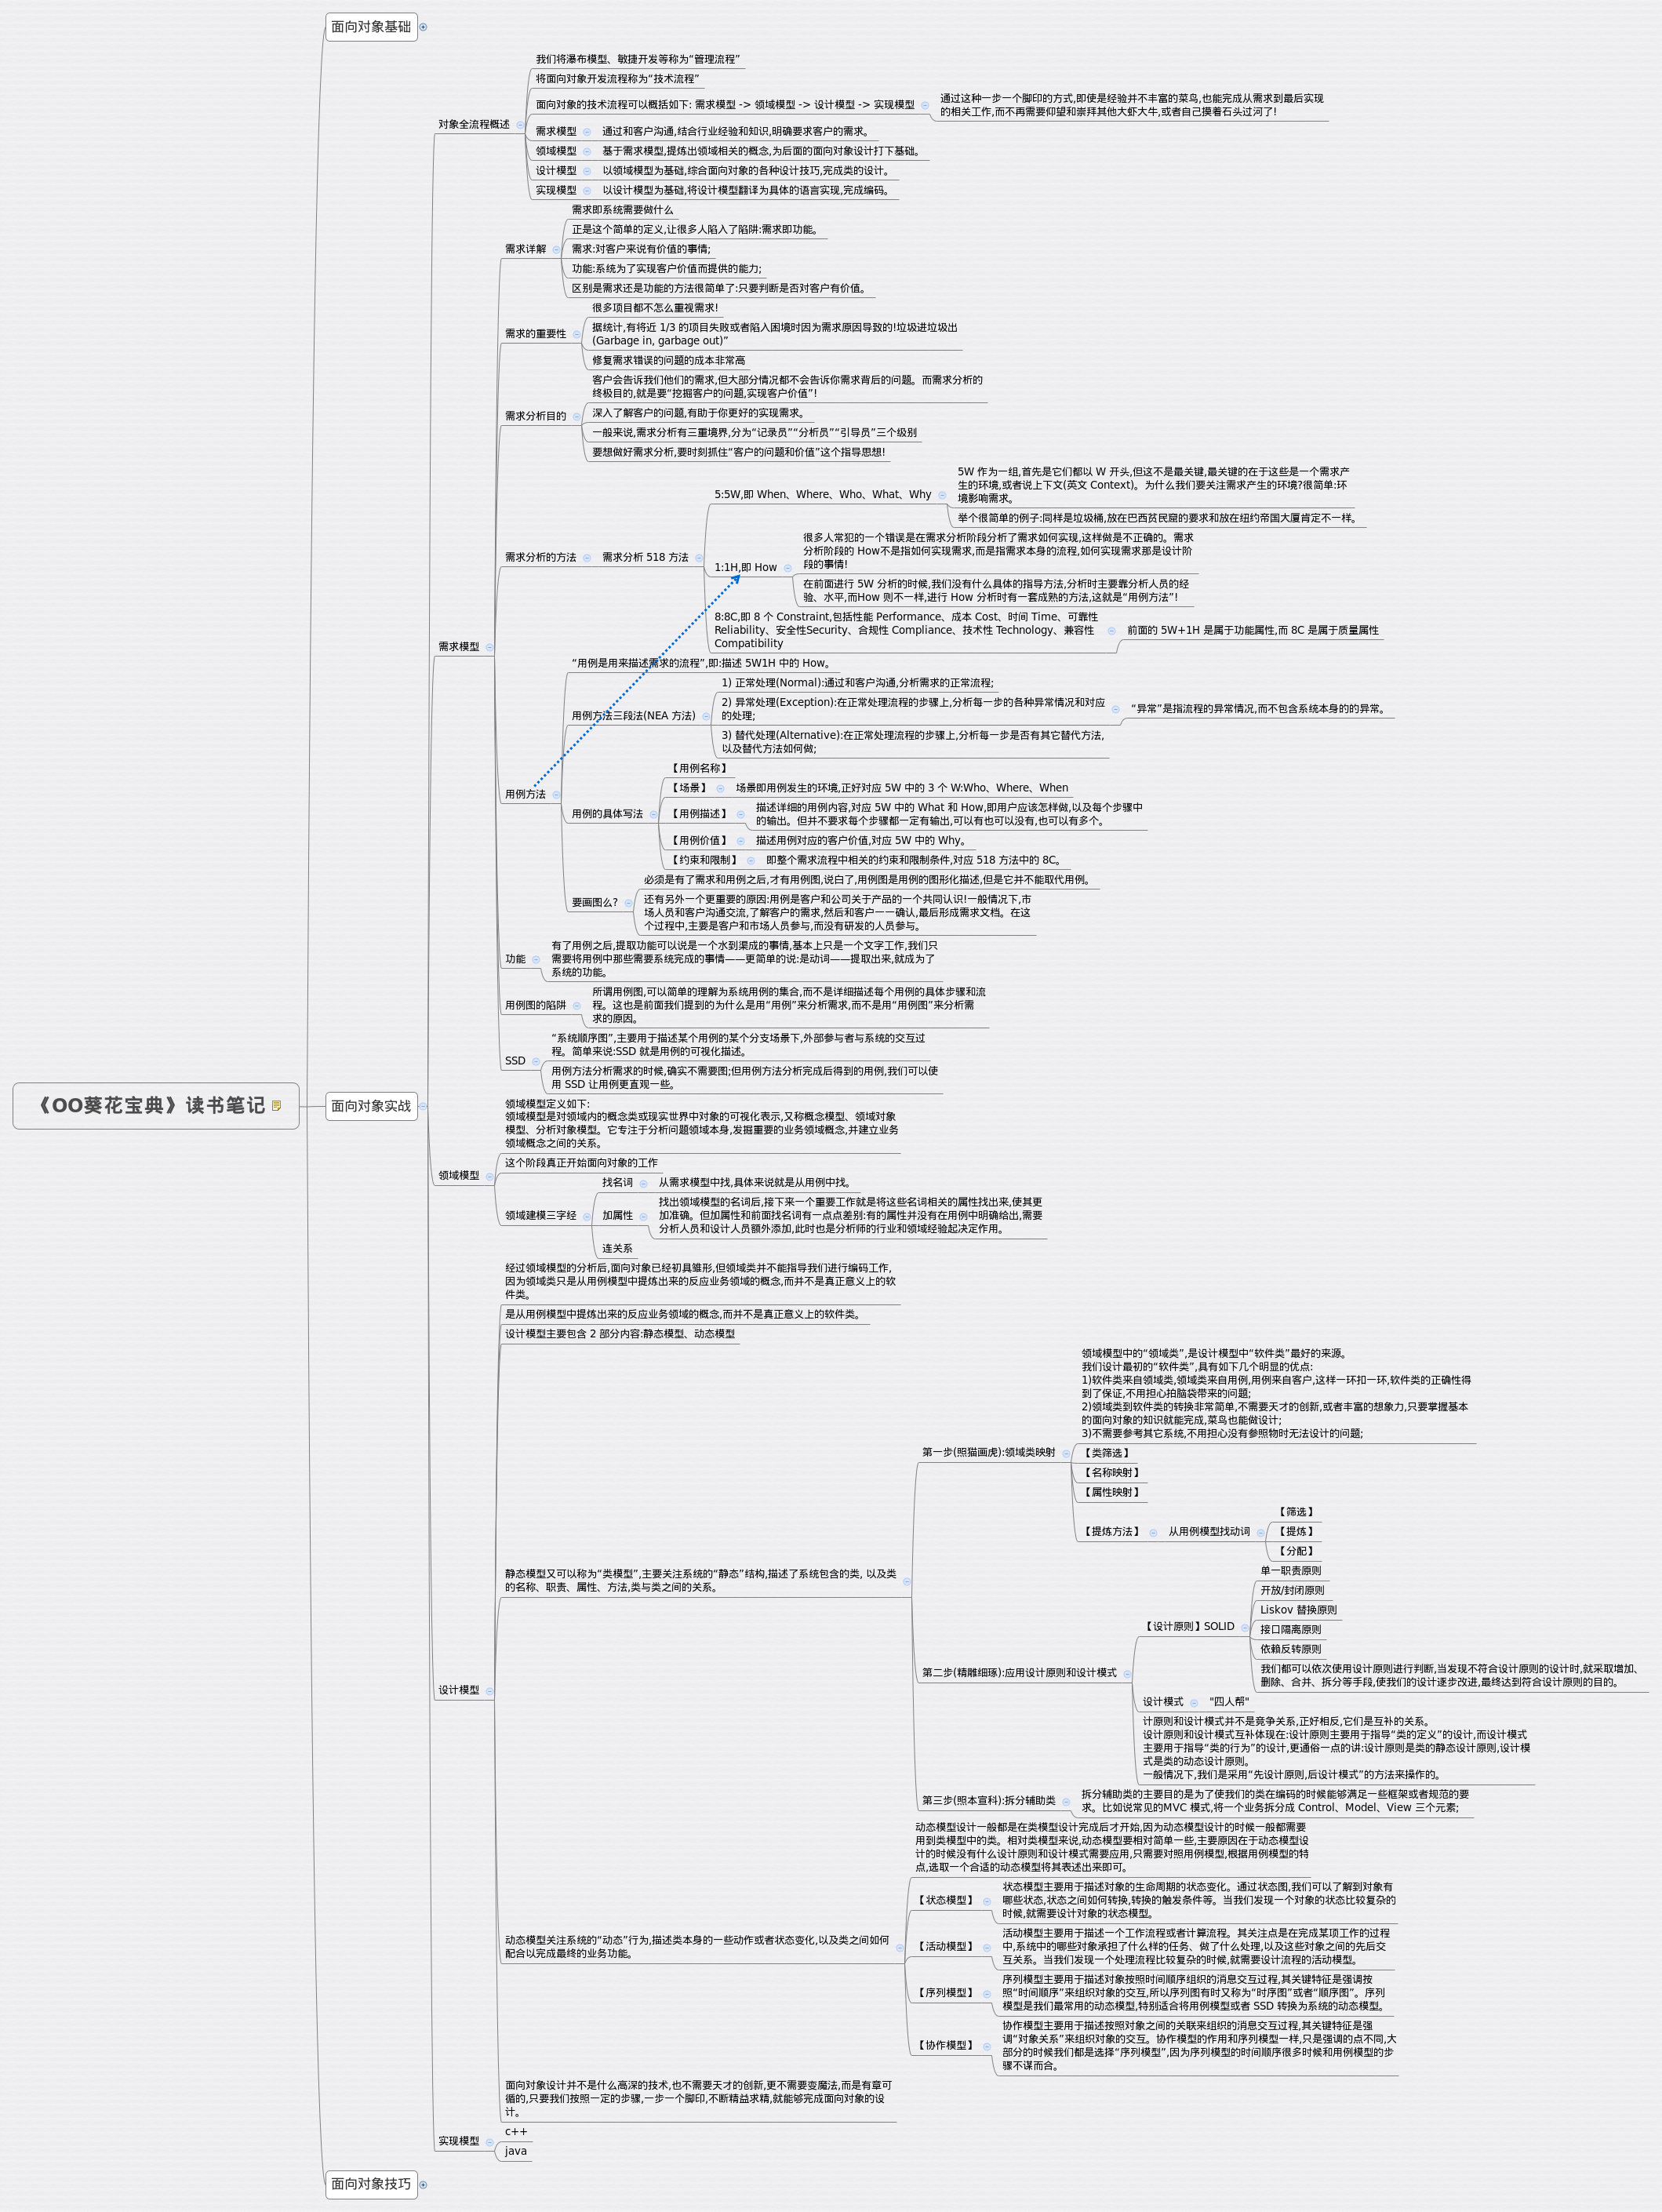 面向对象基础
我们将瀑布模型、敏捷开发等称为“管理流程”
将面向对象开发流程称为“技术流程”
面向对象的技术流程可以概括如下: 需求模型 -> 领域模型 -> 设计模型 -> 实现模型
通过这种一步一个脚印的方式,即使是经验并不丰富的菜鸟,也能完成从需求到最后实现
的相关工作,而不再需要仰望和崇拜其他大虾大牛,或者自己摸着石头过河了!
对象全流程概述
需求模型
通过和客户沟通,结合行业经验和知识,明确要求客户的需求。
领域模型
基于需求模型,提炼出领域相关的概念,为后面的面向对象设计打下基础。
设计模型
以领域模型为基础,综合面向对象的各种设计技巧,完成类的设计。
实现模型
以设计模型为基础,将设计模型翻译为具体的语言实现,完成编码。
需求即系统需要做什么
正是这个简单的定义,让很多人陷入了陷阱:需求即功能。
需求详解
需求:对客户来说有价值的事情;
功能:系统为了实现客户价值而提供的能力;
区别是需求还是功能的方法很简单了:只要判断是否对客户有价值。
很多项目都不怎么重视需求!
需求的重要性
据统计,有将近 1/3 的项目失败或者陷入困境时因为需求原因导致的!垃圾进垃圾出
(Garbage in, garbage out)”
修复需求错误的问题的成本非常高
客户会告诉我们他们的需求,但大部分情况都不会告诉你需求背后的问题。而需求分析的
终极目的,就是要“挖掘客户的问题,实现客户价值”!
需求分析目的
深入了解客户的问题,有助于你更好的实现需求。
一般来说,需求分析有三重境界,分为“记录员”“分析员”“引导员”三个级别
要想做好需求分析,要时刻抓住“客户的问题和价值”这个指导思想!
5:5W,即 When、Where、Who、What、Why
5W 作为一组,首先是它们都以 W 开头,但这不是最关键,最关键的在于这些是一个需求产
生的环境,或者说上下文(英文 Context)。为什么我们要关注需求产生的环境?很简单:环
境影响需求。
举个很简单的例子:同样是垃圾桶,放在巴西贫民窟的要求和放在纽约帝国大厦肯定不一样。
需求分析的方法
需求分析 518 方法
1:1H,即 How
很多人常犯的一个错误是在需求分析阶段分析了需求如何实现,这样做是不正确的。需求
分析阶段的 How不是指如何实现需求,而是指需求本身的流程,如何实现需求那是设计阶
段的事情!
在前面进行 5W 分析的时候,我们没有什么具体的指导方法,分析时主要靠分析人员的经
验、水平,而How 则不一样,进行 How 分析时有一套成熟的方法,这就是“用例方法”!
8:8C,即 8 个 Constraint,包括性能 Performance、成本 Cost、时间 Time、可靠性
Reliability、安全性Security、合规性 Compliance、技术性 Technology、兼容性
Compatibility
前面的 5W+1H 是属于功能属性,而 8C 是属于质量属性
需求模型
“用例是用来描述需求的流程”,即:描述 5W1H 中的 How。
用例方法三段法(NEA 方法)
1) 正常处理(Normal):通过和客户沟通,分析需求的正常流程;
2) 异常处理(Exception):在正常处理流程的步骤上,分析每一步的各种异常情况和对应
的处理;
“异常”是指流程的异常情况,而不包含系统本身的的异常。
3) 替代处理(Alternative):在正常处理流程的步骤上,分析每一步是否有其它替代方法,
以及替代方法如何做;
用例方法
用例的具体写法
【用例名称】
【场景】
场景即用例发生的环境,正好对应 5W 中的 3 个 W:Who、Where、When
【用例描述】
描述详细的用例内容,对应 5W 中的 What 和 How,即用户应该怎样做,以及每个步骤中
的输出。但并不要求每个步骤都一定有输出,可以有也可以没有,也可以有多个。
【用例价值】
描述用例对应的客户价值,对应 5W 中的 Why。
【约束和限制】
即整个需求流程中相关的约束和限制条件,对应 518 方法中的 8C。
要画图么?
必须是有了需求和用例之后,才有用例图,说白了,用例图是用例的图形化描述,但是它并不能取代用例。
还有另外一个更重要的原因:用例是客户和公司关于产品的一个共同认识!一般情况下,市
场人员和客户沟通交流,了解客户的需求,然后和客户一一确认,最后形成需求文档。在这
个过程中,主要是客户和市场人员参与,而没有研发的人员参与。
功能
有了用例之后,提取功能可以说是一个水到渠成的事情,基本上只是一个文字工作,我们只
需要将用例中那些需要系统完成的事情——更简单的说:是动词——提取出来,就成为了
系统的功能。
用例图的陷阱
所谓用例图,可以简单的理解为系统用例的集合,而不是详细描述每个用例的具体步骤和流
程。这也是前面我们提到的为什么是用“用例”来分析需求,而不是用“用例图”来分析需
求的原因。
SSD
“系统顺序图”,主要用于描述某个用例的某个分支场景下,外部参与者与系统的交互过
程。简单来说:SSD 就是用例的可视化描述。
用例方法分析需求的时候,确实不需要图;但用例方法分析完成后得到的用例,我们可以使
用 SSD 让用例更直观一些。
《OO葵花宝典》读书笔记
面向对象实战
领域模型定义如下:
领域模型是对领域内的概念类或现实世界中对象的可视化表示,又称概念模型、领域对象
模型、分析对象模型。它专注于分析问题领域本身,发掘重要的业务领域概念,并建立业务
领域概念之间的关系。
领域模型
这个阶段真正开始面向对象的工作
领域建模三字经
找名词
从需求模型中找,具体来说就是从用例中找。
加属性
找出领域模型的名词后,接下来一个重要工作就是将这些名词相关的属性找出来,使其更
加准确。但加属性和前面找名词有一点点差别:有的属性并没有在用例中明确给出,需要
分析人员和设计人员额外添加,此时也是分析师的行业和领域经验起决定作用。
连关系
经过领域模型的分析后,面向对象已经初具雏形,但领域类并不能指导我们进行编码工作,
因为领域类只是从用例模型中提炼出来的反应业务领域的概念,而并不是真正意义上的软
件类。
是从用例模型中提炼出来的反应业务领域的概念,而并不是真正意义上的软件类。
设计模型主要包含 2 部分内容:静态模型、动态模型
静态模型又可以称为“类模型”,主要关注系统的“静态”结构,描述了系统包含的类, 以及类
的名称、职责、属性、方法,类与类之间的关系。
第一步(照猫画虎):领域类映射
领域模型中的“领域类”,是设计模型中“软件类”最好的来源。
我们设计最初的“软件类”,具有如下几个明显的优点:
1)软件类来自领域类,领域类来自用例,用例来自客户,这样一环扣一环,软件类的正确性得
到了保证,不用担心拍脑袋带来的问题;
2)领域类到软件类的转换非常简单,不需要天才的创新,或者丰富的想象力,只要掌握基本
的面向对象的知识就能完成,菜鸟也能做设计;
3)不需要参考其它系统,不用担心没有参照物时无法设计的问题;
【类筛选】
【名称映射】
【属性映射】
【提炼方法】
从用例模型找动词
【筛选】
【提炼】
【分配】
第二步(精雕细琢):应用设计原则和设计模式
【设计原则】SOLID
单一职责原则
开放/封闭原则
Liskov 替换原则
接口隔离原则
依赖反转原则
我们都可以依次使用设计原则进行判断,当发现不符合设计原则的设计时,就采取增加、
删除、合并、拆分等手段,使我们的设计逐步改进,最终达到符合设计原则的目的。
设计模式
"四人帮"
计原则和设计模式并不是竞争关系,正好相反,它们是互补的关系。
设计原则和设计模式互补体现在:设计原则主要用于指导“类的定义”的设计,而设计模式
主要用于指导“类的行为”的设计,更通俗一点的讲:设计原则是类的静态设计原则,设计模
式是类的动态设计原则。
一般情况下,我们是采用“先设计原则,后设计模式”的方法来操作的。
第三步(照本宣科):拆分辅助类
拆分辅助类的主要目的是为了使我们的类在编码的时候能够满足一些框架或者规范的要
求。比如说常见的MVC 模式,将一个业务拆分成 Control、Model、View 三个元素;
设计模型
动态模型关注系统的“动态”行为,描述类本身的一些动作或者状态变化,以及类之间如何
配合以完成最终的业务功能。
动态模型设计一般都是在类模型设计完成后才开始,因为动态模型设计的时候一般都需要
用到类模型中的类。相对类模型来说,动态模型要相对简单一些,主要原因在于动态模型设
计的时候没有什么设计原则和设计模式需要应用,只需要对照用例模型,根据用例模型的特
点,选取一个合适的动态模型将其表述出来即可。
【状态模型】
状态模型主要用于描述对象的生命周期的状态变化。通过状态图,我们可以了解到对象有
哪些状态,状态之间如何转换,转换的触发条件等。当我们发现一个对象的状态比较复杂的
时候,就需要设计对象的状态模型。
【活动模型】
活动模型主要用于描述一个工作流程或者计算流程。其关注点是在完成某项工作的过程
中,系统中的哪些对象承担了什么样的任务、做了什么处理,以及这些对象之间的先后交
互关系。当我们发现一个处理流程比较复杂的时候,就需要设计流程的活动模型。
【序列模型】
序列模型主要用于描述对象按照时间顺序组织的消息交互过程,其关键特征是强调按
照“时间顺序”来组织对象的交互,所以序列图有时又称为“时序图”或者“顺序图”。序列
模型是我们最常用的动态模型,特别适合将用例模型或者 SSD 转换为系统的动态模型。
【协作模型】
协作模型主要用于描述按照对象之间的关联来组织的消息交互过程,其关键特征是强
调“对象关系”来组织对象的交互。协作模型的作用和序列模型一样,只是强调的点不同,大
部分的时候我们都是选择“序列模型”,因为序列模型的时间顺序很多时候和用例模型的步
骤不谋而合。
面向对象设计并不是什么高深的技术,也不需要天才的创新,更不需要变魔法,而是有章可
循的,只要我们按照一定的步骤,一步一个脚印,不断精益求精,就能够完成面向对象的设
计。
实现模型
c++
java
面向对象技巧